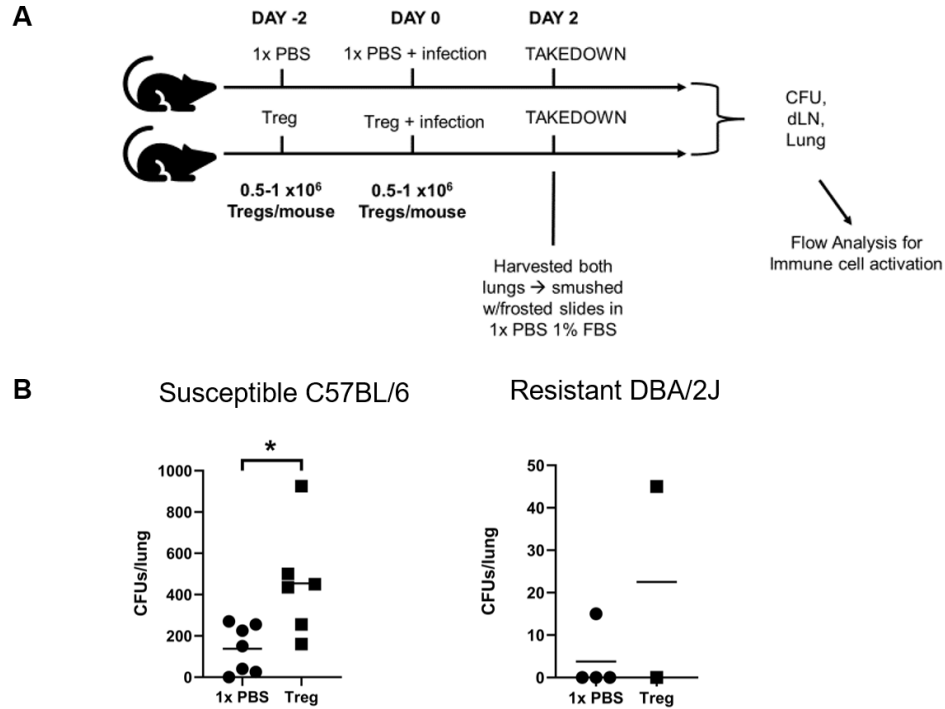 A
DAY -2 DAY 0 DAY 2
1x PBS 1x PBS + infection TAKEDOWN
Treg Treg + infection TAKEDOWN
0.5-1 x10⁶ 0.5-1 x10⁶
Tregs/mouse Tregs/mouse
Harvested both
lungs → smushed
w/frosted slides in
1x PBS 1% FBS
CFU,
dLN,
Lung
Flow Analysis for
Immune cell activation
B
Susceptible C57BL/6
*
CFUs/lung
1000
800
600
400
200
0
1x PBS Treg
Resistant DBA/2J
CFUs/lung
50
40
30
20
10
0
1x PBS Treg